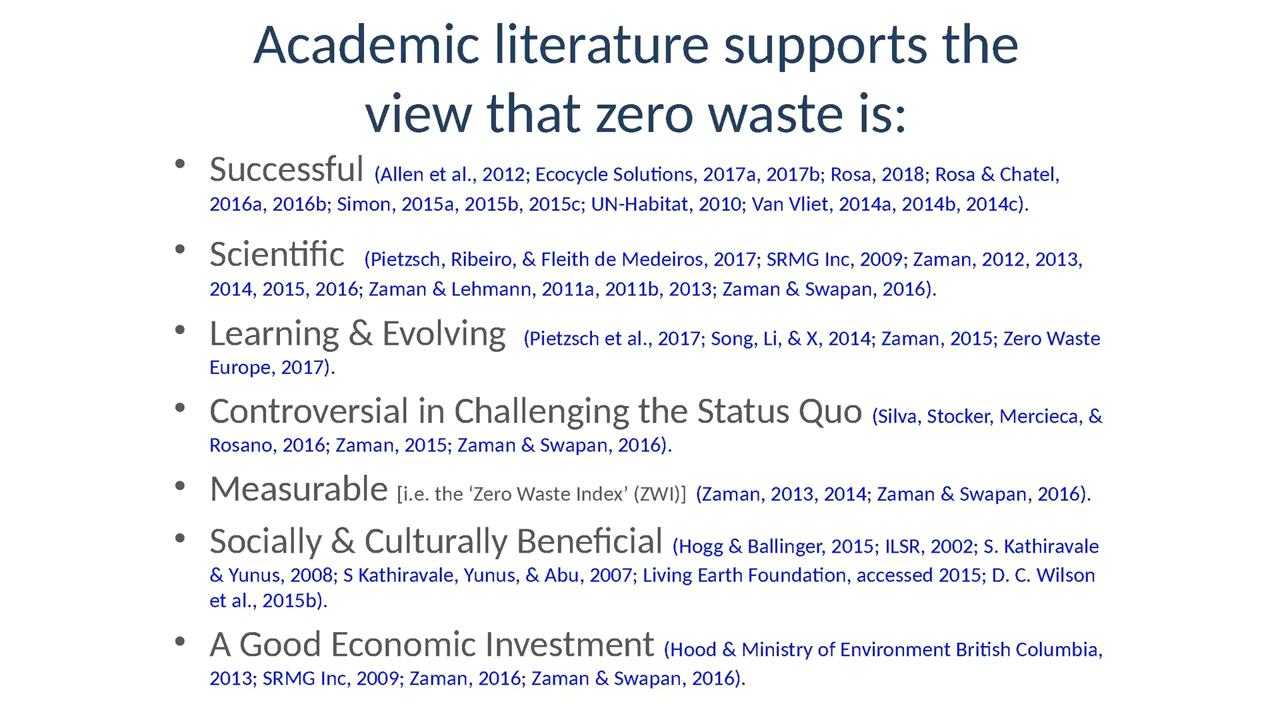 Academic literature supports the
view that zero waste is:
• Successful (Allen et al., 2012; Ecocycle Solutions, 2017a, 2017b; Rosa, 2018; Rosa & Chatel,
2016a, 2016b; Simon, 2015a, 2015b, 2015c; UN-Habitat, 2010; Van Vliet, 2014a, 2014b, 2014c).
• Scientific (Pietzsch, Ribeiro, & Fleith de Medeiros, 2017; SRMG Inc, 2009; Zaman, 2012, 2013,
2014, 2015, 2016; Zaman & Lehmann, 2011a, 2011b, 2013; Zaman & Swapan, 2016).
• Learning & Evolving (Pietzsch et al., 2017; Song, Li, & X, 2014; Zaman, 2015; Zero Waste
Europe, 2017).
• Controversial in Challenging the Status Quo (Silva, Stocker, Mercieca, &
Rosano, 2016; Zaman, 2015; Zaman & Swapan, 2016).
• Measurable [i.e. the ‘Zero Waste Index’ (ZWI)] (Zaman, 2013, 2014; Zaman & Swapan, 2016).
• Socially & Culturally Beneficial (Hogg & Ballinger, 2015; ILSR, 2002; S. Kathiravale
& Yunus, 2008; S Kathiravale, Yunus, & Abu, 2007; Living Earth Foundation, accessed 2015; D. C. Wilson
et al., 2015b).
• A Good Economic Investment (Hood & Ministry of Environment British Columbia,
2013; SRMG Inc, 2009; Zaman, 2016; Zaman & Swapan, 2016).